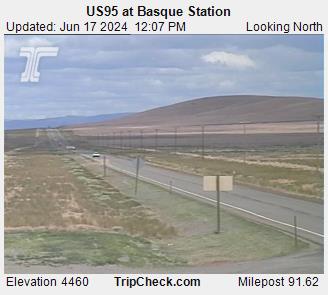 US95 at Basque Station
Updated: Jun 17 2024 12:07 PM Looking North
Elevation 4460 TripCheck.com Milepost 91.62